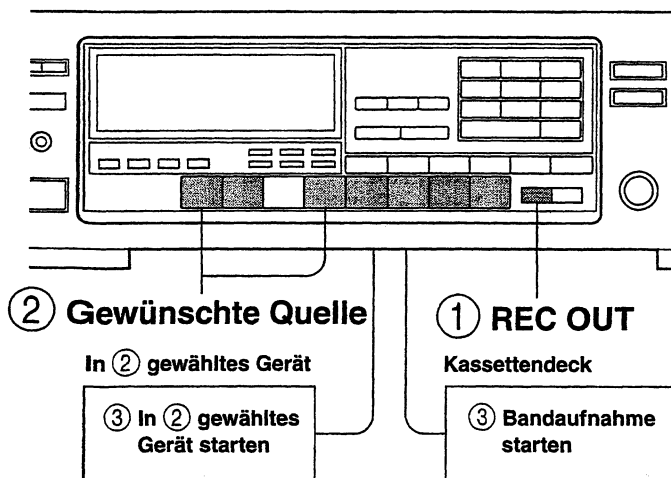 ② Gewünschte Quelle
① REC OUT
In ② gewähltes Gerät
Kassettendeck
③ In ② gewähltes
Gerät starten
③ Bandaufnahme
starten